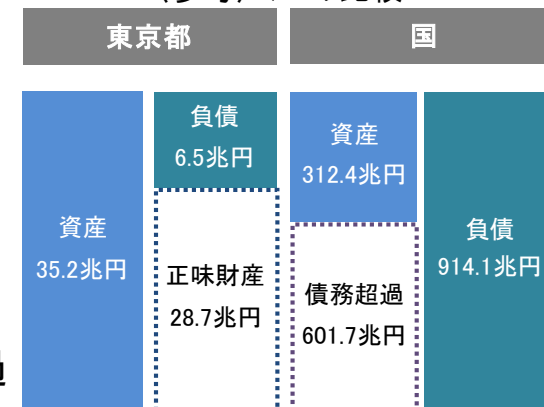 東京都
国
資産
35.2兆円
負債
6.5兆円
正味財産
28.7兆円
資産
312.4兆円
債務超過
601.7兆円
負債
914.1兆円